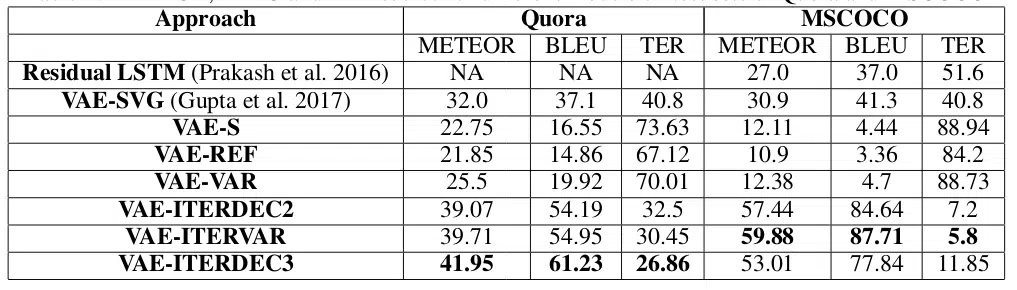 Approach Quora MSCOCO
METEOR BLEU TER METEOR BLEU TER
Residual LSTM (Prakash et al. 2016) NA NA NA 27.0 37.0 51.6
VAE-SVG (Gupta et al. 2017) 32.0 37.1 40.8 30.9 41.3 40.8
VAE-S 22.75 16.55 73.63 12.11 4.44 88.94
VAE-REF 21.85 14.86 67.12 10.9 3.36 84.2
VAE-VAR 25.5 19.92 70.01 12.38 4.7 88.73
VAE-ITERDEC2 39.07 54.19 32.5 57.44 84.64 7.2
VAE-ITERVAR 39.71 54.95 30.45 59.88 87.71 5.8
VAE-ITERDEC3 41.95 61.23 26.86 53.01 77.84 11.85